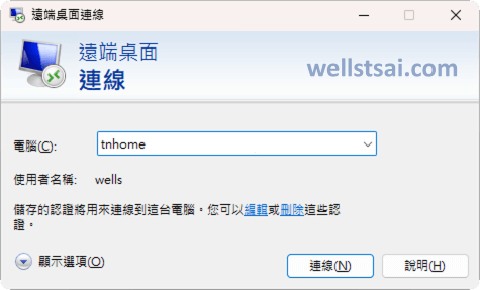 遠端桌面連線
遠端桌面
連線
wellstsai.com
電腦(C):
tnhome
使用者名稱:
wells
儲存的認證將用來連線到這台電腦。您可以編輯或刪除這些認
證。
顯示選項(O)
連線(N)
說明(H)